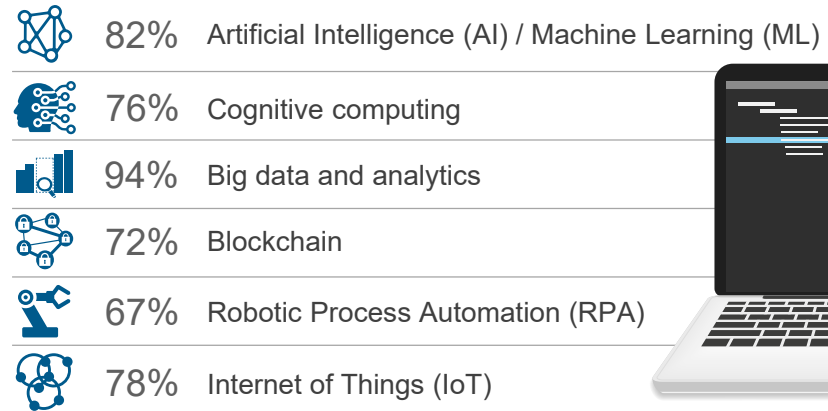 82% Artificial Intelligence (AI) / Machine Learning (ML)
76% Cognitive computing
94% Big data and analytics
72% Blockchain
67% Robotic Process Automation (RPA)
78% Internet of Things (IoT)